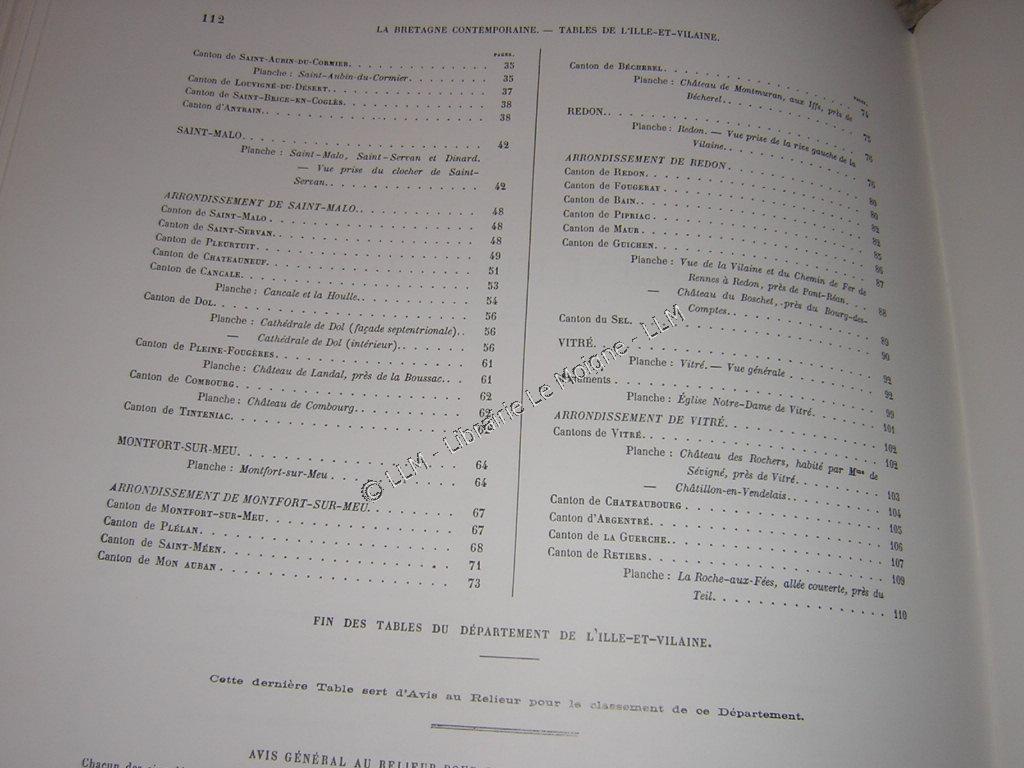 112
LA BRETAGNE CONTEMPORAINE. — TABLES DE L'ILLE-ET-VILAINE.
PAGES.
Canton de SAINT-AUBIN-DU-CORMIER. 35
Planche : Saint-Aubin-du-Cormier. 35
Canton de LOUVIGNÉ-DU-DÉSERT. 37
Canton de SAINT-BRICE-EN-COGLÈS. 38
Canton d'ANTRAIN. 38
SAINT-MALO. 42
Planche : Saint-Malo, Saint-Servan et Dinard.
— Vue prise du clocher de Saint-
Servan. 42
ARRONDISSEMENT DE SAINT-MALO. 48
Canton de SAINT-MALO 48
Canton de SAINT-SERVAN. 48
Canton de PLEURTUIT. 49
Canton de CHATEAUNEUF. 51
Canton de CANCALE. 53
Planche : Cancale et la Houlle. 54
Canton de DOL. 56
Planche : Cathédrale de Dol (façade septentrionale). 56
— Cathédrale de Dol (intérieur). 56
Canton de PLEINE-FOUGÈRES. 61
Planche : Château de Landal, près de la Boussac. 61
Canton de COMBOURG. 62
Planche : Château de Combourg. 62
Canton de TINTENIAC.
MONTFORT-SUR-MEU. 64
Planche : Montfort-sur-Meu 64
ARRONDISSEMENT DE MONTFORT-SUR-MEU. 67
Canton de MONTFORT-SUR-MEU. 67
Canton de PLÉLAN. 68
Canton de SAINT-MÉEN. 71
Canton de MON AUBAN 73
PAGES.
Canton de BÉCHEREL. 74
Planche : Château de Montmuran, aux Iffs, près de
Bécherel. 75
REDON. 76
Planche : Redon. — Vue prise de la rive gauche de la
Vilaine. 76
ARRONDISSEMENT DE REDON. 80
Canton de REDON. 80
Canton de FOUGERAY. 82
Canton de BAIN. 82
Canton de PIPRIAC. 85
Canton de MAUR. 86
Canton de GUICHEN. 87
Planche : Vue de la Vilaine et du Chemin de Fer de
Rennes à Redon, près de Pont-Réan. 88
— Château du Boschet, près du Bourg-des-
Comptes. 89
Canton du SEL. 90
VITRÉ. 92
Planche : Vitré. — Vue générale 92
Planche : Église Notre-Dame de Vitré. 101
ARRONDISSEMENT DE VITRÉ. 102
Cantons de VITRÉ. 102
Planche : Château des Rochers, habité par Mme de
Sévigné, près de Vitré. 103
— Châtillon-en-Vendelais. 104
Canton de CHATEAUBOURG 105
Canton d'ARGENTRÉ. 106
Canton de LA GUERCHE. 107
Canton de RETIERS. 109
Planche : La Roche-aux-Fées, allée couverte, près du
Teil. 110
FIN DES TABLES DU DÉPARTEMENT DE L'ILLE-ET-VILAINE.
Cette dernière Table sert d'Avis au Relieur pour le classement de ce Département.
AVIS GÉNÉRAL AU RELIEUR
© LLM - Librairie Le Moigne - LLM